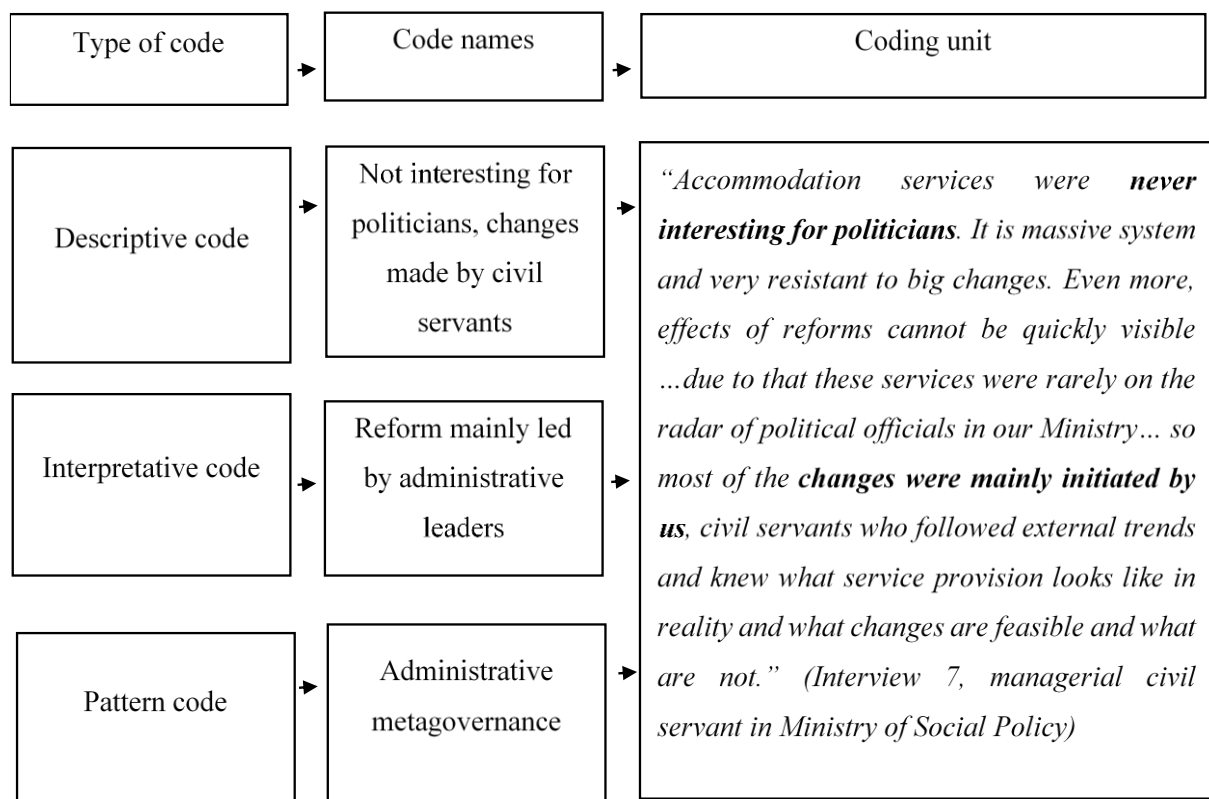 Type of code
Code names
Coding unit
Descriptive code
Not interesting for
politicians, changes
made by civil
servants
Interpretative code
Reform mainly led
by administrative
leaders
Pattern code
Administrative
metagovernance
“Accommodation services were never
interesting for politicians. It is massive system
and very resistant to big changes. Even more,
effects of reforms cannot be quickly visible
…due to that these services were rarely on the
radar of political officials in our Ministry… so
most of the changes were mainly initiated by
us, civil servants who followed external trends
and knew what service provision looks like in
reality and what changes are feasible and what
are not.” (Interview 7, managerial civil
servant in Ministry of Social Policy)